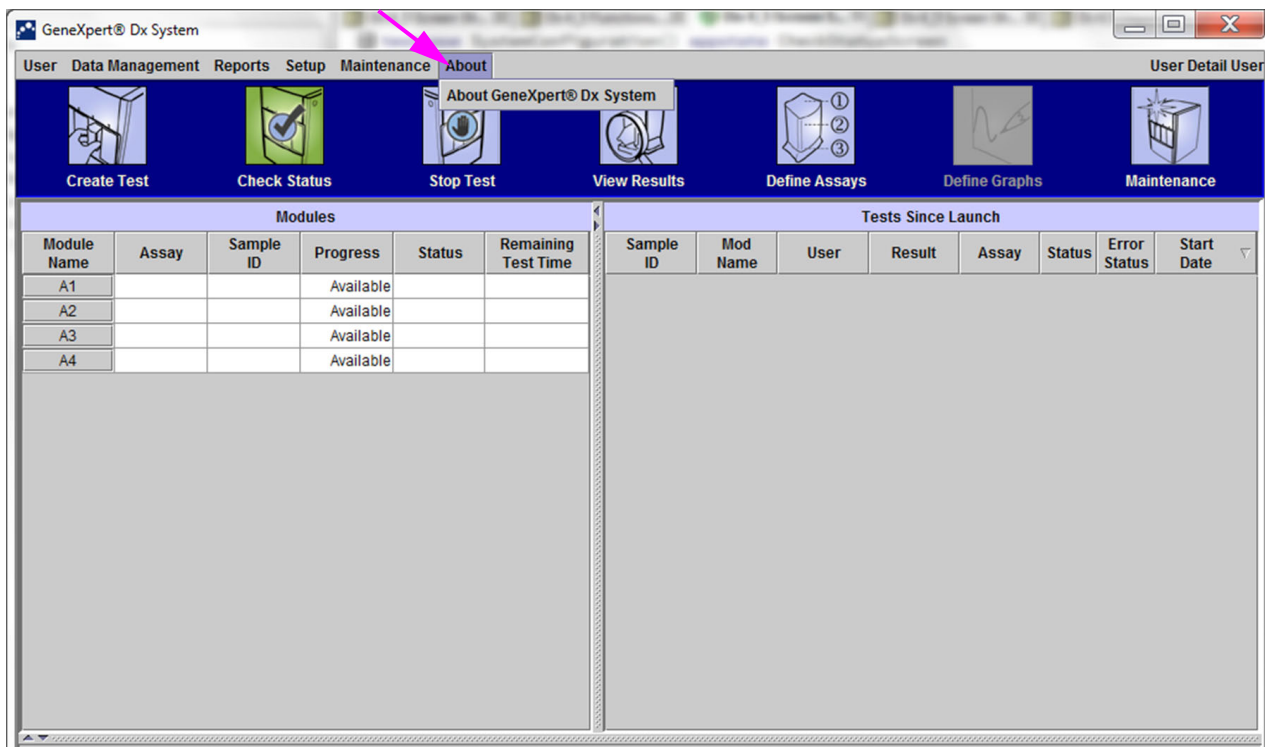 GeneXpert® Dx System
User Data Management Reports Setup Maintenance About User Detail User
About GeneXpert® Dx System
① ② ③
Create Test Check Status Stop Test View Results Define Assays Define Graphs Maintenance
Modules
Module Name Assay Sample ID Progress Status Remaining Test Time
A1 Available
A2 Available
A3 Available
A4 Available
Tests Since Launch
Sample ID Mod Name User Result Assay Status Error Status Start Date